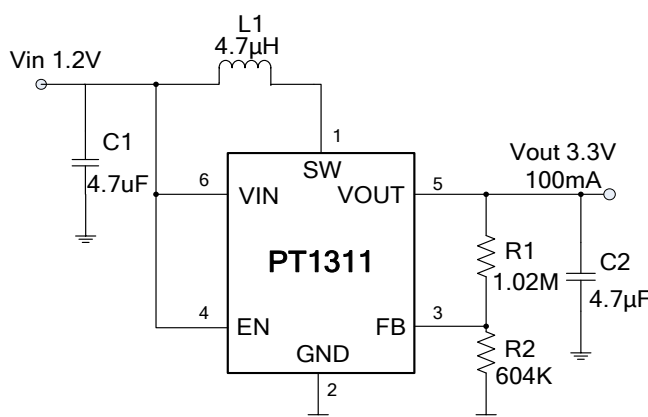 L1
4.7μH
Vin 1.2V
1
C1
4.7uF
SW
6
VIN
VOUT
5
Vout 3.3V
100mA
PT1311
R1
1.02M
C2
4.7μF
4
EN
FB
3
GND
R2
604K
2